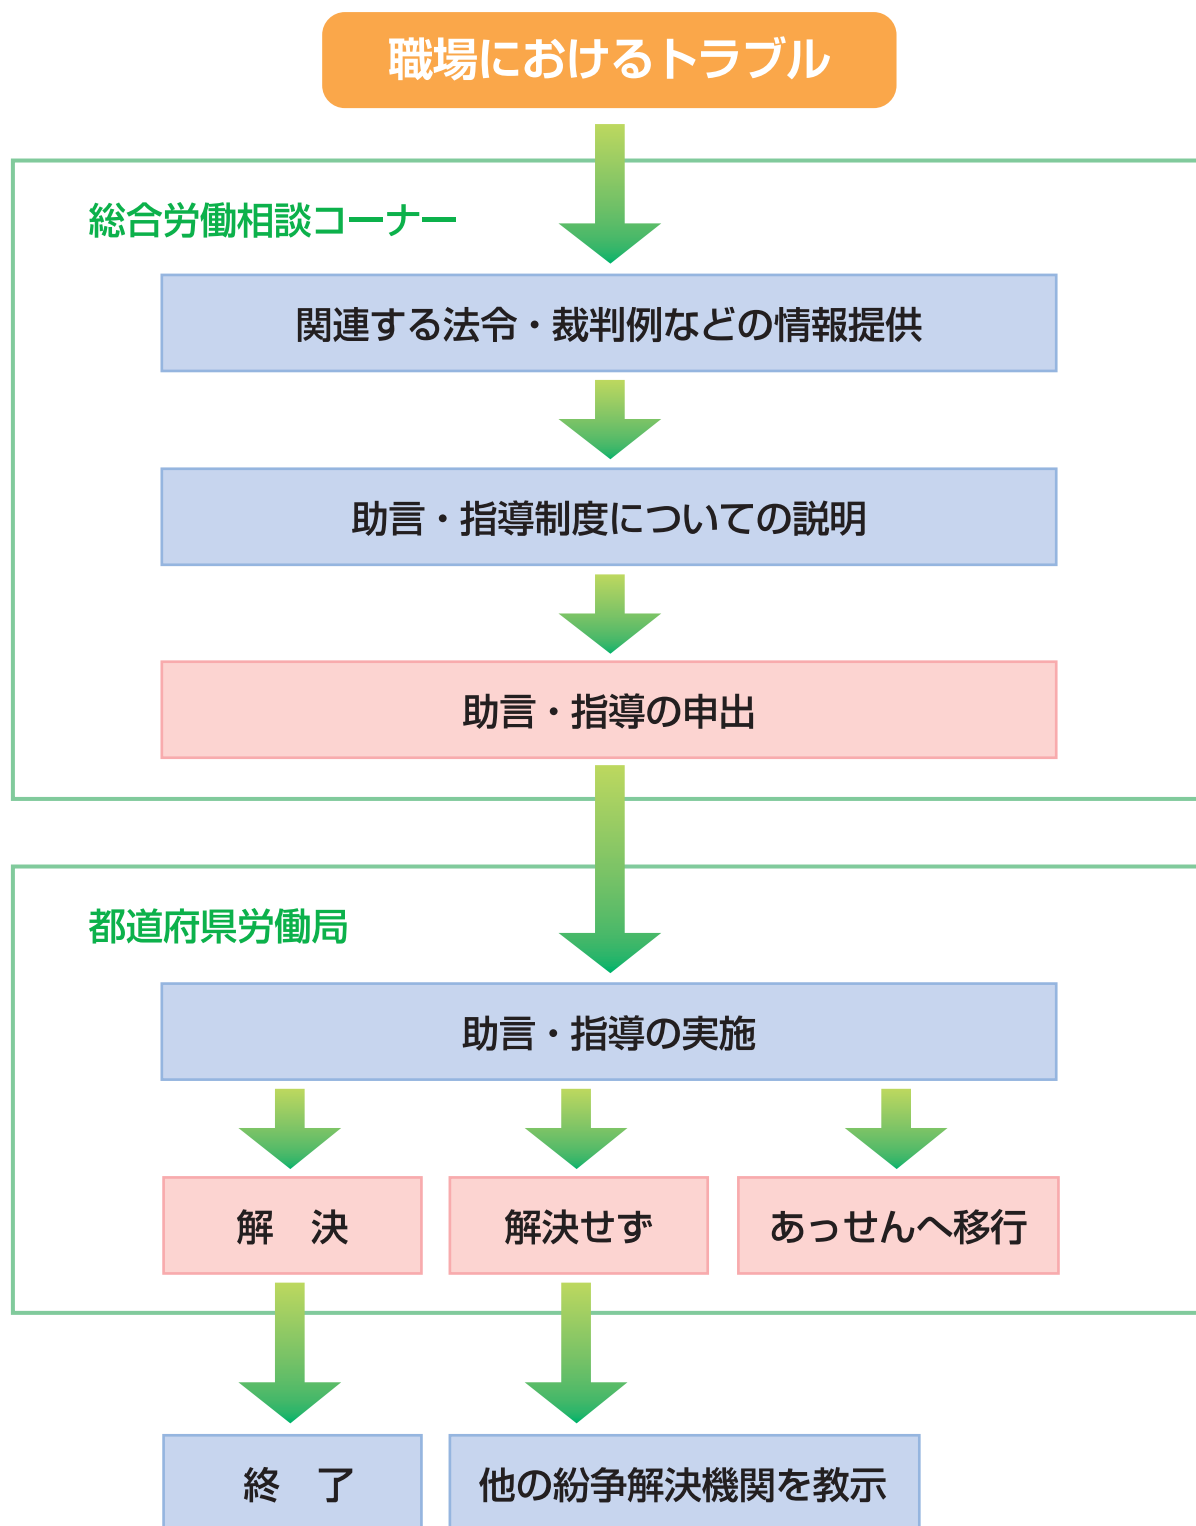 職場におけるトラブル
総合労働相談コーナー
関連する法令・裁判例などの情報提供
助言・指導制度についての説明
助言・指導の申出
都道府県労働局
助言・指導の実施
解　決
解決せず
あっせんへ移行
終　了
他の紛争解決機関を教示